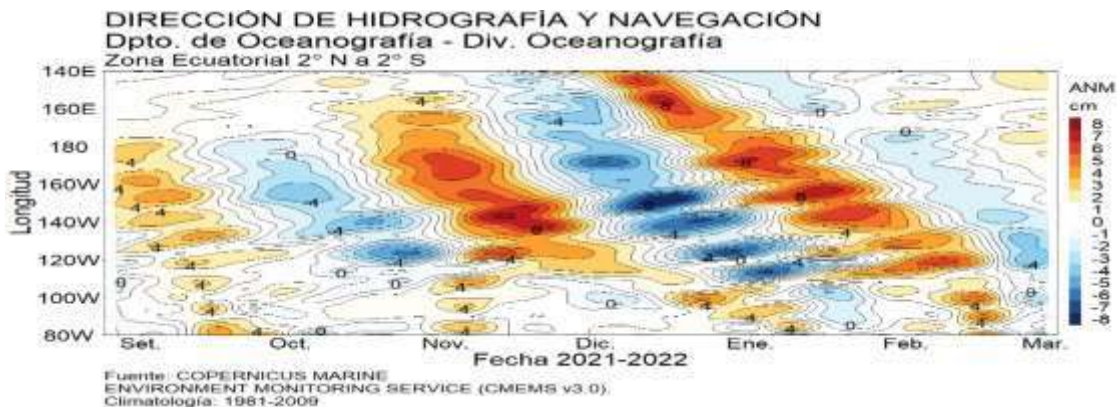 DIRECCIÓN DE HIDROGRAFÍA Y NAVEGACIÓN
Dpto. de Oceanografía - Div. Oceanografía
Zona Ecuatorial 2° N a 2° S
140E
160E
180
160W
140W
120W
100W
80W
Longitud
Set.
Oct.
Nov.
Dic.
Ene.
Feb.
Mar.
Fecha 2021-2022
ANM
cm
8
7
6
5
4
3
2
1
0
-1
-2
-3
-4
-5
-6
-7
-8
Fuente: COPERNICUS MARINE
ENVIRONMENT MONITORING SERVICE (CMEMS v3.0).
Climatología: 1981-2009